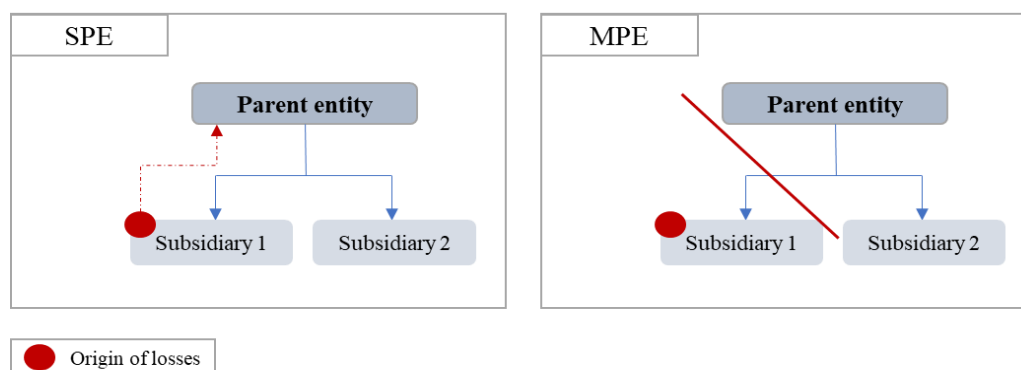 SPE
Parent entity
Subsidiary 1
Subsidiary 2
MPE
Parent entity
Subsidiary 1
Subsidiary 2
Origin of losses